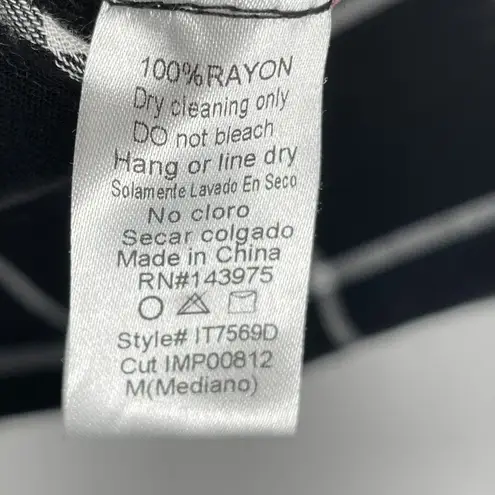 100%RAYON
Dry cleaning only
DO not bleach
Hang or line dry
Solamente Lavado En Seco
No cloro
Secar colgado
Made in China
RN#143975
Style# IT7569D
Cut IMP00812
M(Mediano)